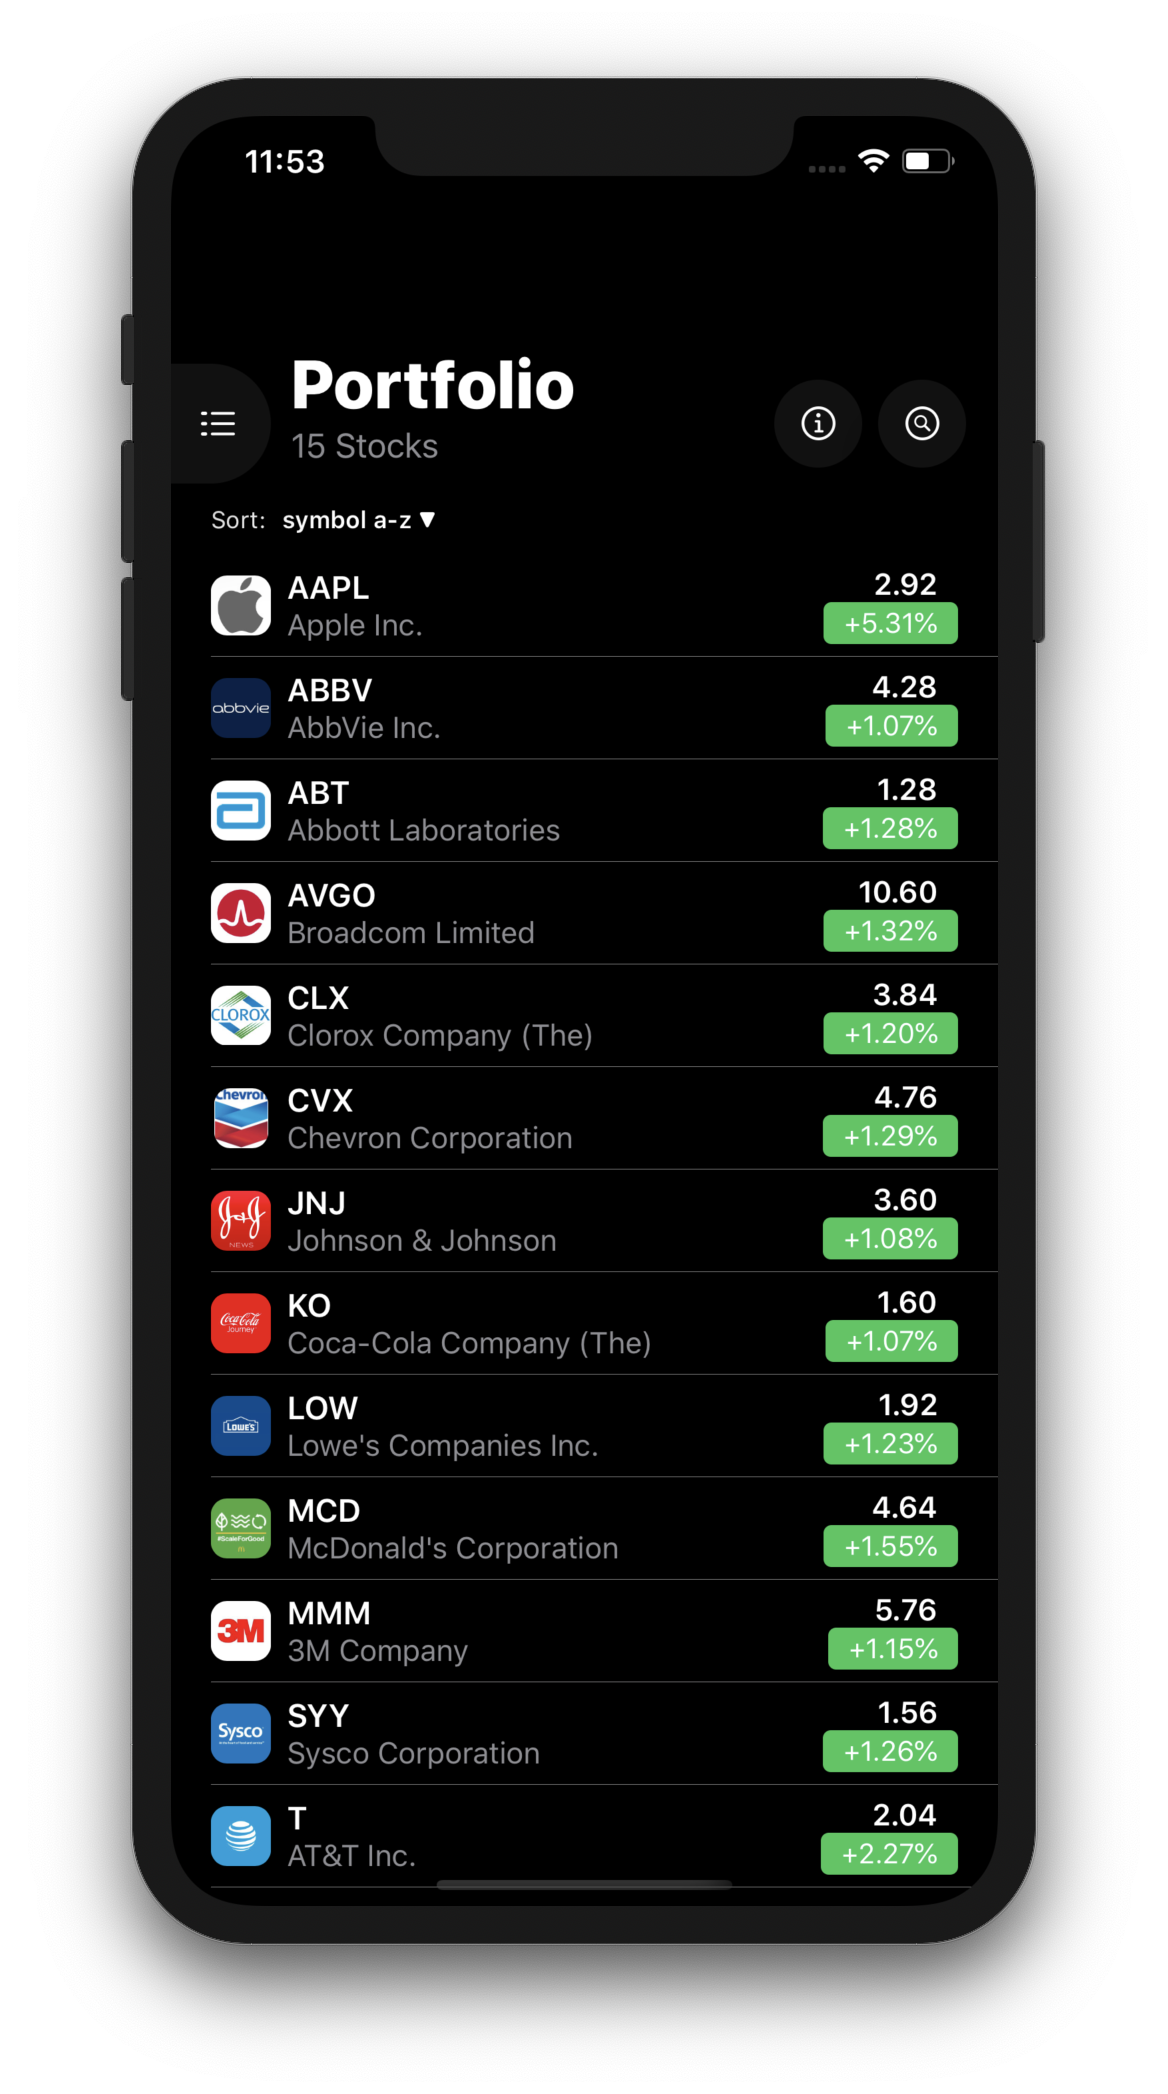 11:53
Portfolio
15 Stocks
Sort: symbol a-z ▼
AAPL 2.92
Apple Inc. +5.31%
ABBV 4.28
abbvie
AbbVie Inc. +1.07%
ABT 1.28
Abbott Laboratories +1.28%
AVGO 10.60
Broadcom Limited +1.32%
CLX 3.84
CLOROX
Clorox Company (The) +1.20%
Chevron
CVX 4.76
Chevron Corporation +1.29%
JNJ 3.60
J&J
NEWS
Johnson & Johnson +1.08%
KO 1.60
Coca-Cola
Journey
Coca-Cola Company (The) +1.07%
LOW 1.92
LOWE'S
Lowe's Companies Inc. +1.23%
MCD 4.64
#ScaleForGood
McDonald's Corporation +1.55%
MMM 5.76
3M
3M Company +1.15%
SYY 1.56
Sysco
Sysco Corporation +1.26%
T 2.04
AT&T Inc. +2.27%